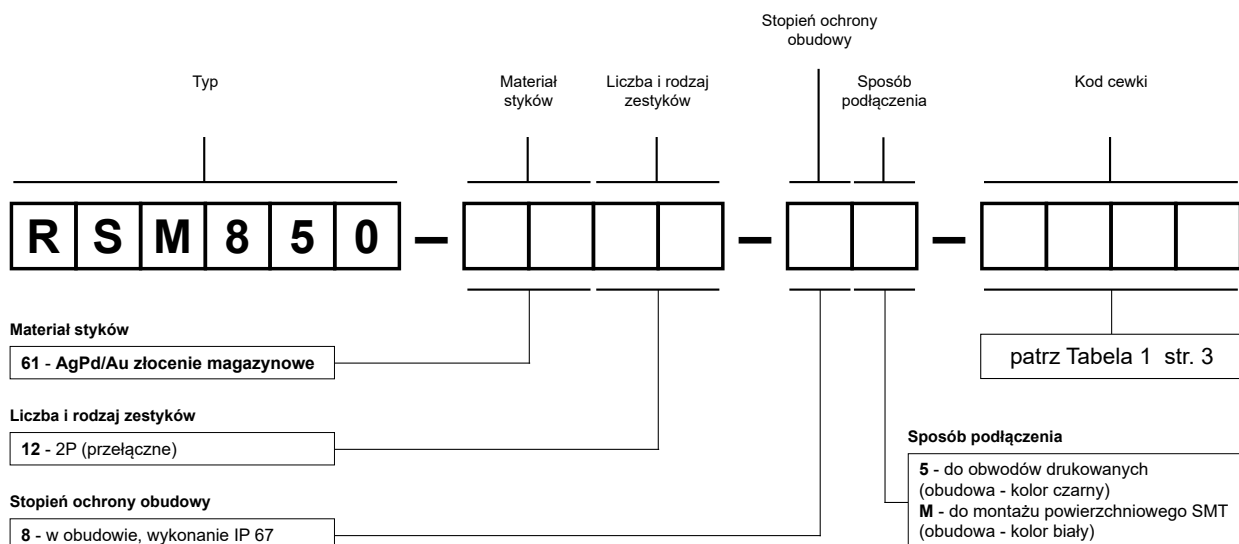 Stopień ochrony
obudowy
Typ
Materiał
styków
Liczba i rodzaj
zestyków
Sposób
podłączenia
Kod cewki
R S M 8 5 0 – –  –
Materiał styków
61 - AgPd/Au złocenie magazynowe
patrz Tabela 1 str. 3
Liczba i rodzaj zestyków
12 - 2P (przełączne)
Stopień ochrony obudowy
8 - w obudowie, wykonanie IP 67
Sposób podłączenia
5 - do obwodów drukowanych
(obudowa - kolor czarny)
M - do montażu powierzchniowego SMT
(obudowa - kolor biały)